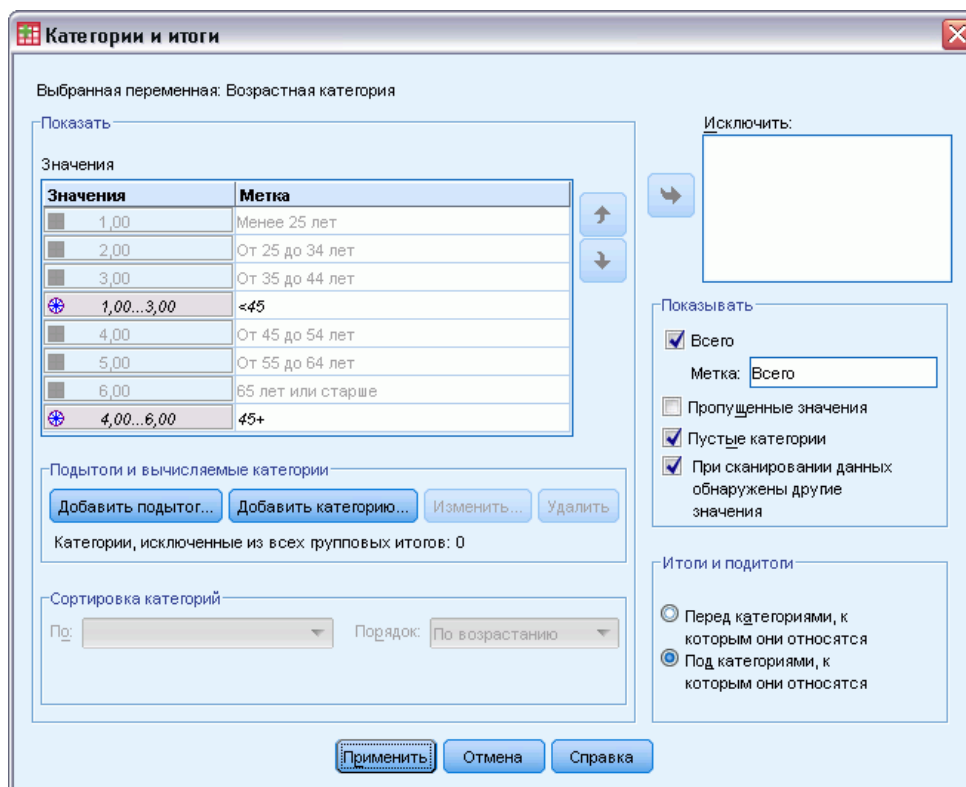 Категории и итоги
Выбранная переменная: Возрастная категория
Показать
Значения
Значения Метка
1,00 Менее 25 лет
2,00 От 25 до 34 лет
3,00 От 35 до 44 лет
1,00...3,00 <45
4,00 От 45 до 54 лет
5,00 От 55 до 64 лет
6,00 65 лет или старше
4,00...6,00 45+
Подытоги и вычисляемые категории
Добавить подытог... Добавить категорию... Изменить... Удалить
Категории, исключенные из всех групповых итогов: 0
Сортировка категорий
По: Порядок: По возрастанию
Исключить:
Показывать
Всего
Метка: Всего
Пропущенные значения
Пустые категории
При сканировании данных
обнаружены другие
значения
Итоги и подитоги
Перед категориями, к
которым они относятся
Под категориями, к
которым они относятся
Применить Отмена Справка